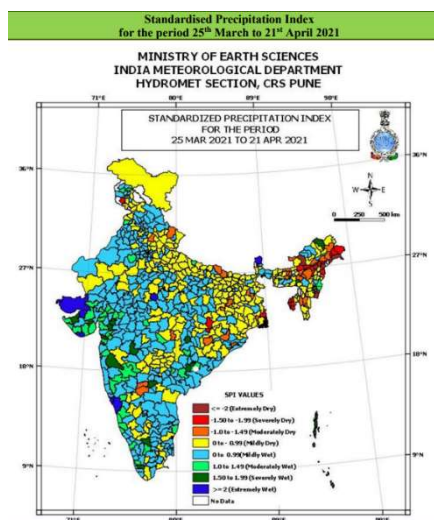 Standardised Precipitation Index
for the period 25th March to 21st April 2021
MINISTRY OF EARTH SCIENCES
INDIA METEOROLOGICAL DEPARTMENT
HYDROMET SECTION, CRS PUNE
71°E 80°E 89°E 98°E
STANDARDIZED PRECIPITATION INDEX
FOR THE PERIOD
25 MAR 2021 TO 21 APR 2021
36°N 36°N
N
W E
S
0 250 500 km
27°N 27°N
18°N 18°N
SPI VALUES
<= -2 (Extremely Dry)
-1.50 to -1.99 (Severely Dry)
-1.0 to -1.49 (Moderately Dry)
0 to -0.99 (Mildly Dry)
0 to 0.99 (Mildly Wet)
1.0 to 1.49 (Moderately Wet)
1.50 to 1.99 (Severely Wet)
>= 2 (Extremely Wet)
No Data
9°N 9°N